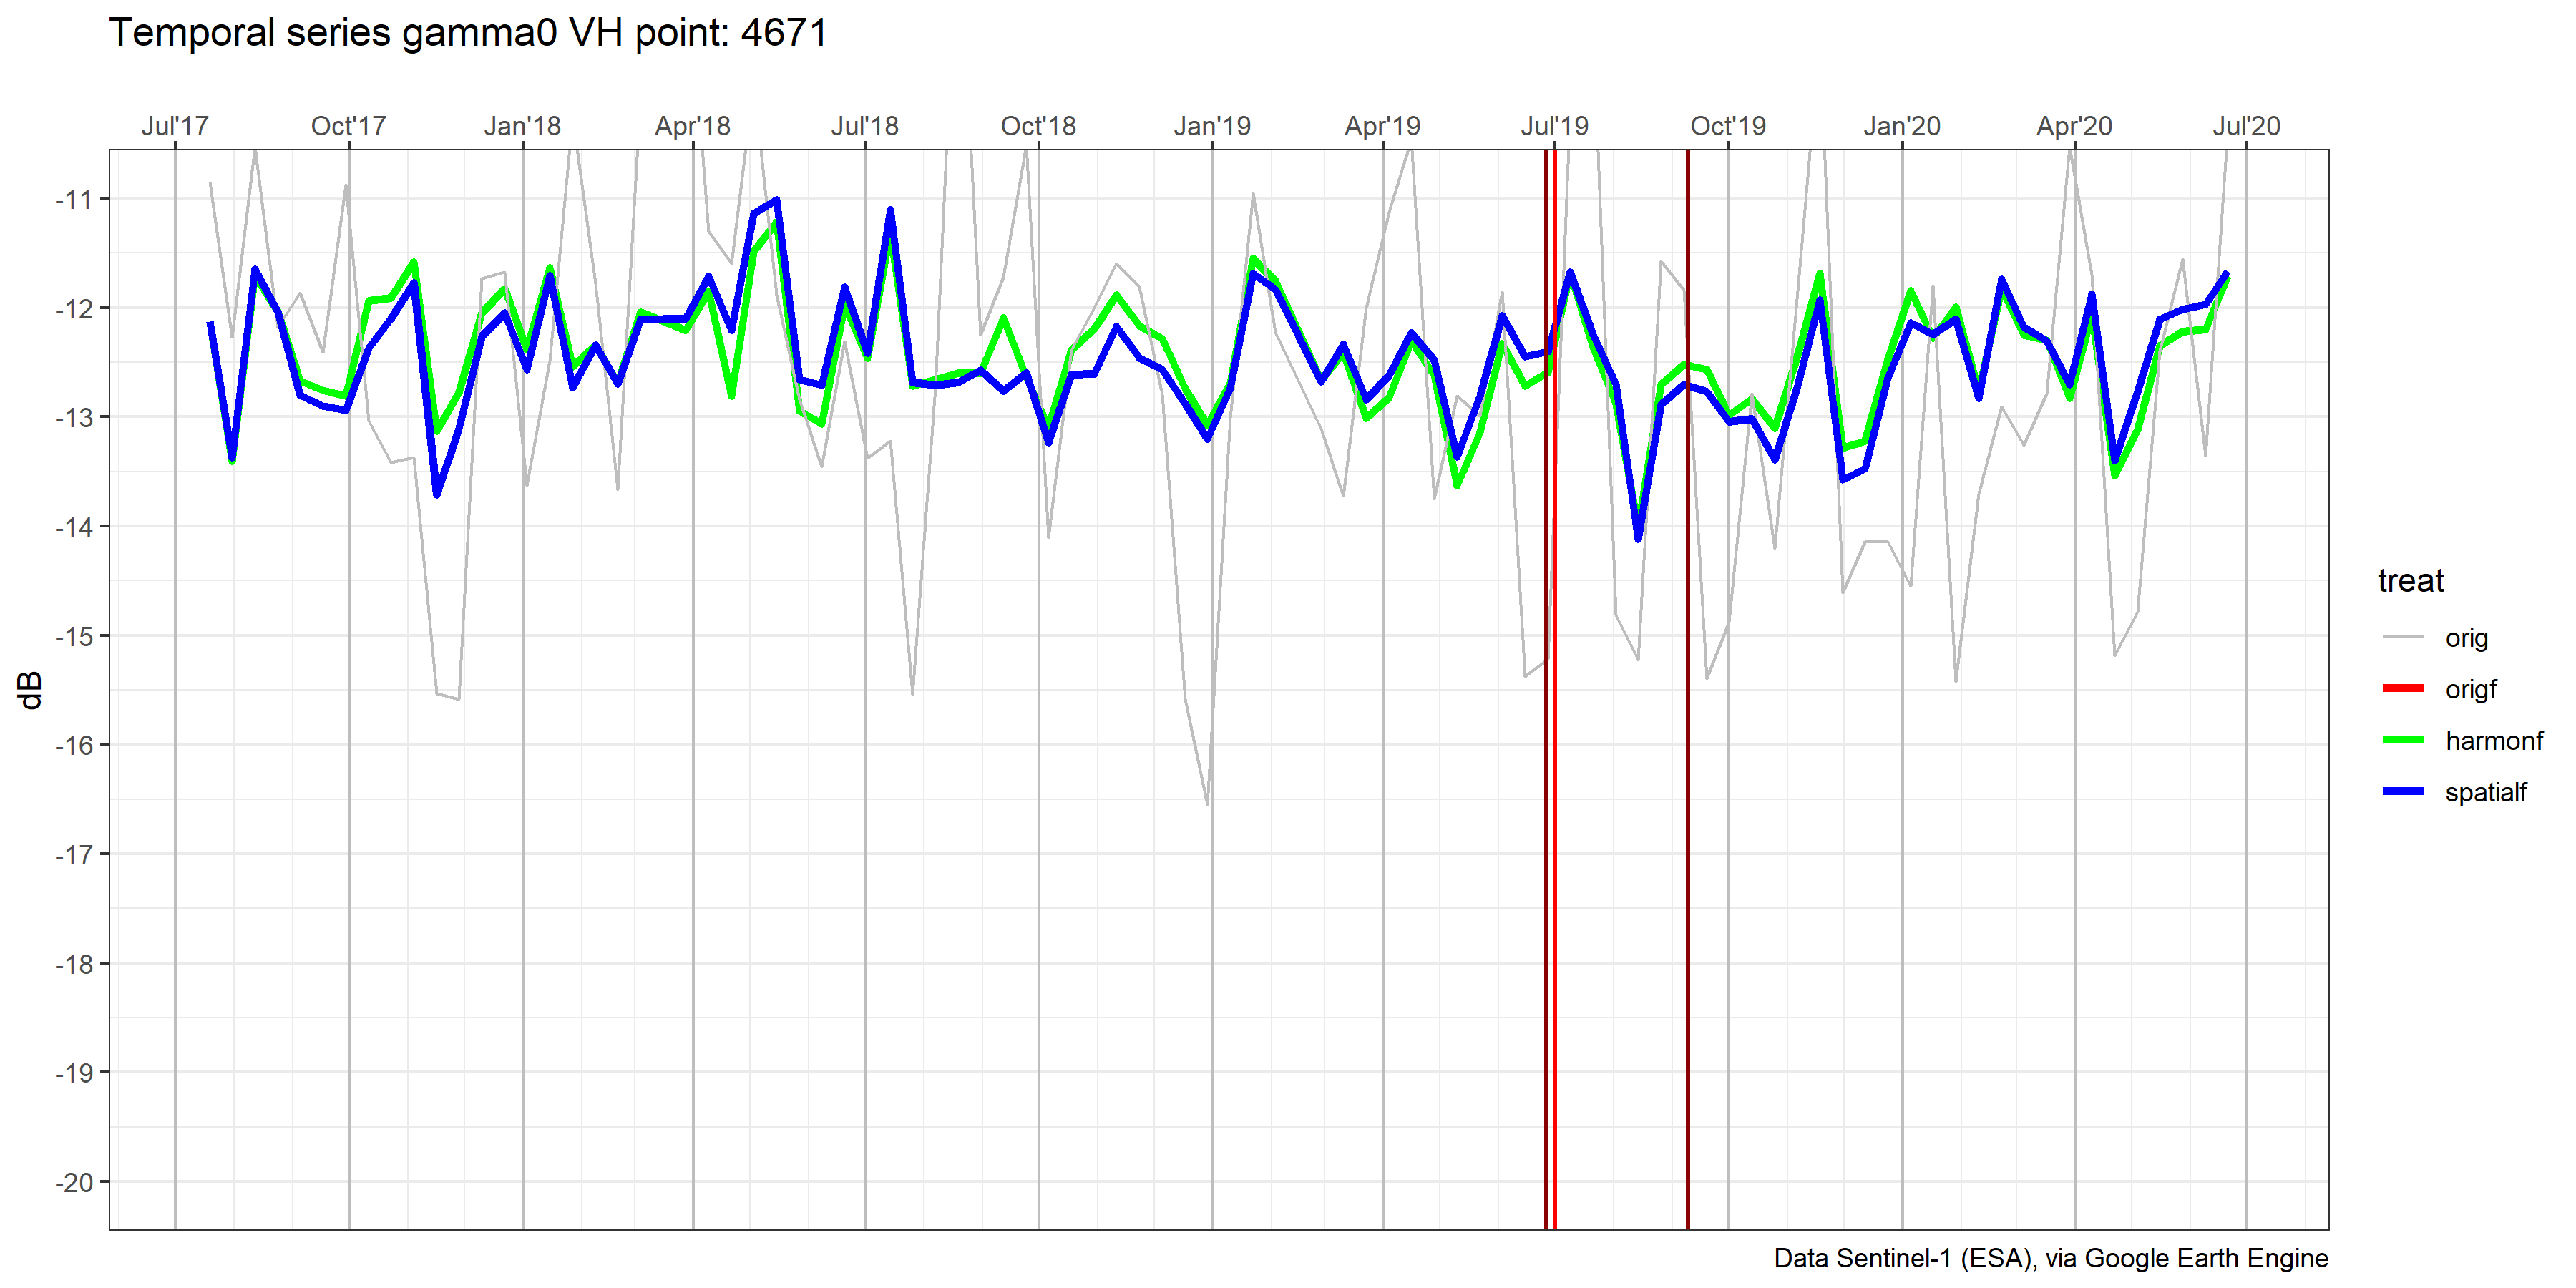 Temporal series gamma0 VH point: 4671
Jul'17 Oct'17 Jan'18 Apr'18 Jul'18 Oct'18 Jan'19 Apr'19 Jul'19 Oct'19 Jan'20 Apr'20 Jul'20
-11
-12
-13
-14
-15
-16
-17
-18
-19
-20
dB
treat
orig
origf
harmonf
spatialf
Data Sentinel-1 (ESA), via Google Earth Engine